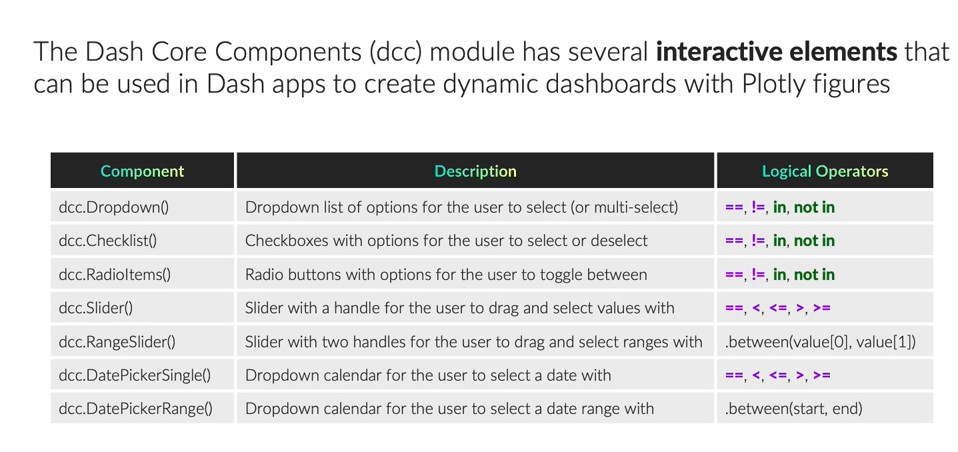 The Dash Core Components (dcc) module has several interactive elements that
can be used in Dash apps to create dynamic dashboards with Plotly figures
Component Description Logical Operators
dcc.Dropdown() Dropdown list of options for the user to select (or multi-select) ==, !=, in, not in
dcc.Checklist() Checkboxes with options for the user to select or deselect ==, !=, in, not in
dcc.RadioItems() Radio buttons with options for the user to toggle between ==, !=, in, not in
dcc.Slider() Slider with a handle for the user to drag and select values with ==, <, <=, >, >=
dcc.RangeSlider() Slider with two handles for the user to drag and select ranges with .between(value[0], value[1])
dcc.DatePickerSingle() Dropdown calendar for the user to select a date with ==, <, <=, >, >=
dcc.DatePickerRange() Dropdown calendar for the user to select a date range with .between(start, end)